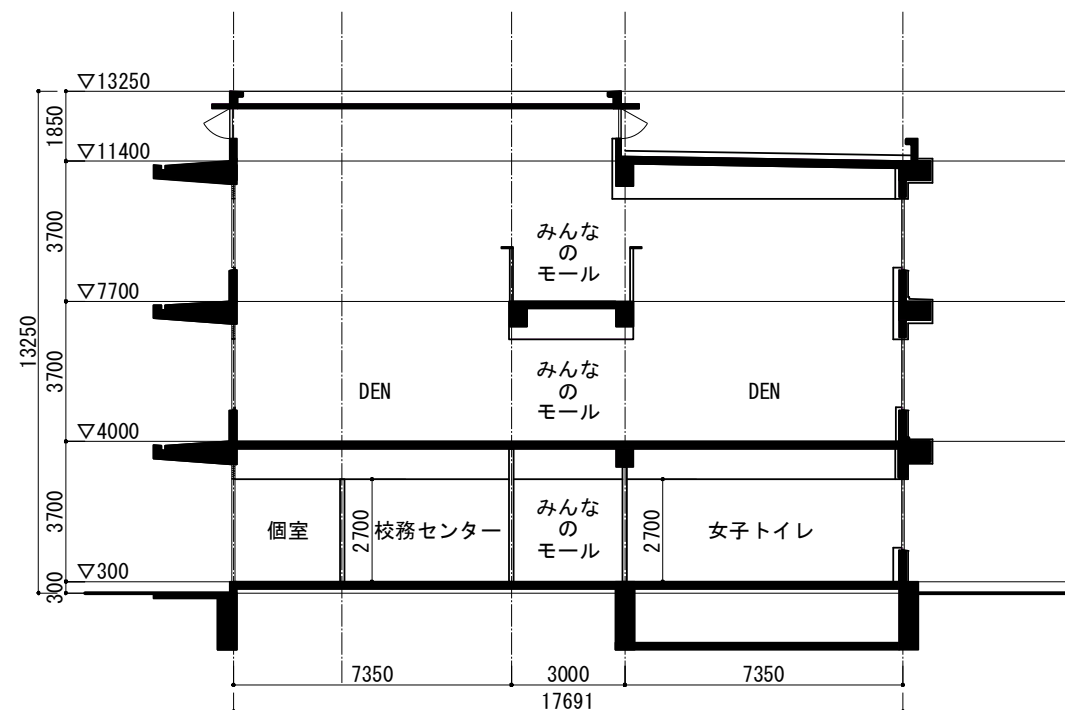 ▽13250
1850
▽11400
3700
みんな
の
モール
▽7700
13250
3700
みんな
の
モール
DEN
DEN
▽4000
3700
個室
2700
校務センター
みんな
の
モール
2700
女子トイレ
▽300
300
7350
3000
7350
17691